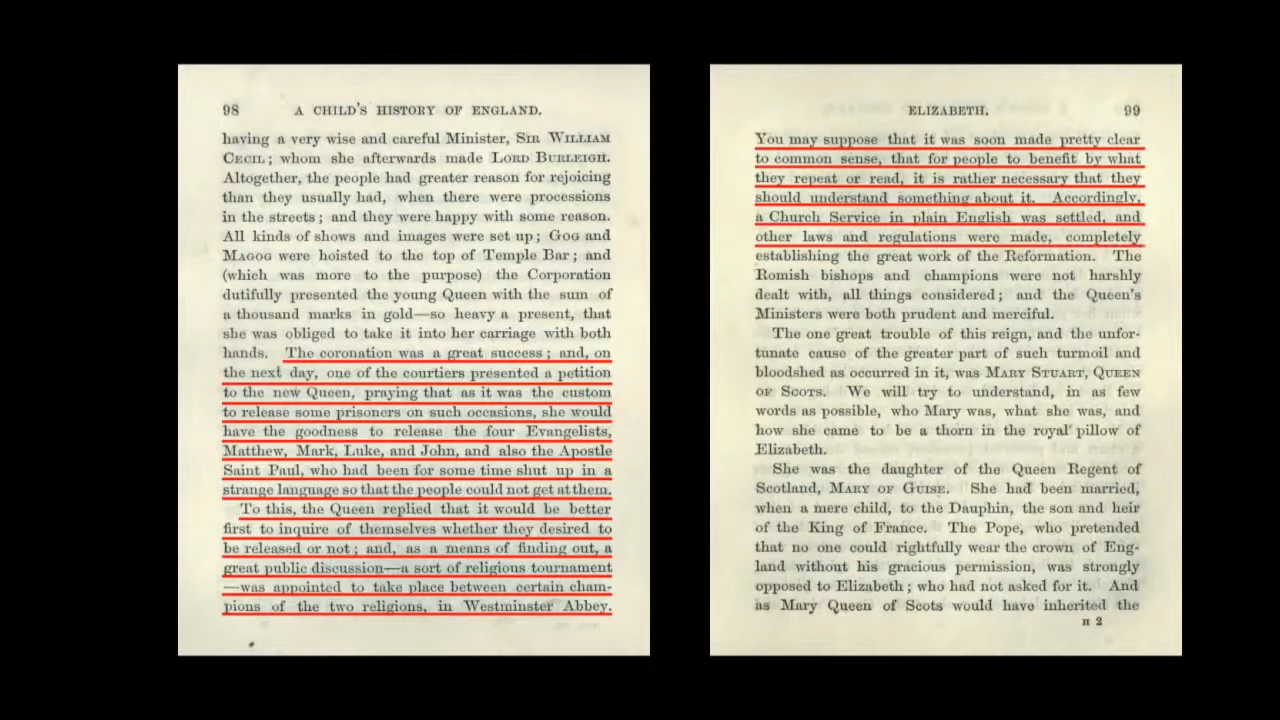 98 A CHILD'S HISTORY OF ENGLAND.
having a very wise and careful Minister, SIR WILLIAM
CECIL; whom she afterwards made LORD BURLEIGH.
Altogether, the people had greater reason for rejoicing
than they usually had, when there were processions
in the streets; and they were happy with some reason.
All kinds of shows and images were set up; GOG and
MAGOG were hoisted to the top of Temple Bar; and
(which was more to the purpose) the Corporation
dutifully presented the young Queen with the sum of
a thousand marks in gold—so heavy a present, that
she was obliged to take it into her carriage with both
hands. The coronation was a great success; and, on
the next day, one of the courtiers presented a petition
to the new Queen, praying that as it was the custom
to release some prisoners on such occasions, she would
have the goodness to release the four Evangelists,
Matthew, Mark, Luke, and John, and also the Apostle
Saint Paul, who had been for some time shut up in a
strange language so that the people could not get at them.
To this, the Queen replied that it would be better
first to inquire of themselves whether they desired to
be released or not; and, as a means of finding out, a
great public discussion—a sort of religious tournament
—was appointed to take place between certain cham-
pions of the two religions, in Westminster Abbey.
ELIZABETH. 99
You may suppose that it was soon made pretty clear
to common sense, that for people to benefit by what
they repeat or read, it is rather necessary that they
should understand something about it. Accordingly,
a Church Service in plain English was settled, and
other laws and regulations were made, completely
establishing the great work of the Reformation. The
Romish bishops and champions were not harshly
dealt with, all things considered; and the Queen's
Ministers were both prudent and merciful.
The one great trouble of this reign, and the unfor-
tunate cause of the greater part of such turmoil and
bloodshed as occurred in it, was MARY STUART, QUEEN
OF SCOTS. We will try to understand, in as few
words as possible, who Mary was, what she was, and
how she came to be a thorn in the royal pillow of
Elizabeth.
She was the daughter of the Queen Regent of
Scotland, MARY OF GUISE. She had been married,
when a mere child, to the Dauphin, the son and heir
of the King of France. The Pope, who pretended
that no one could rightfully wear the crown of Eng-
land without his gracious permission, was strongly
opposed to Elizabeth; who had not asked for it. And
as Mary Queen of Scots would have inherited the
H 2